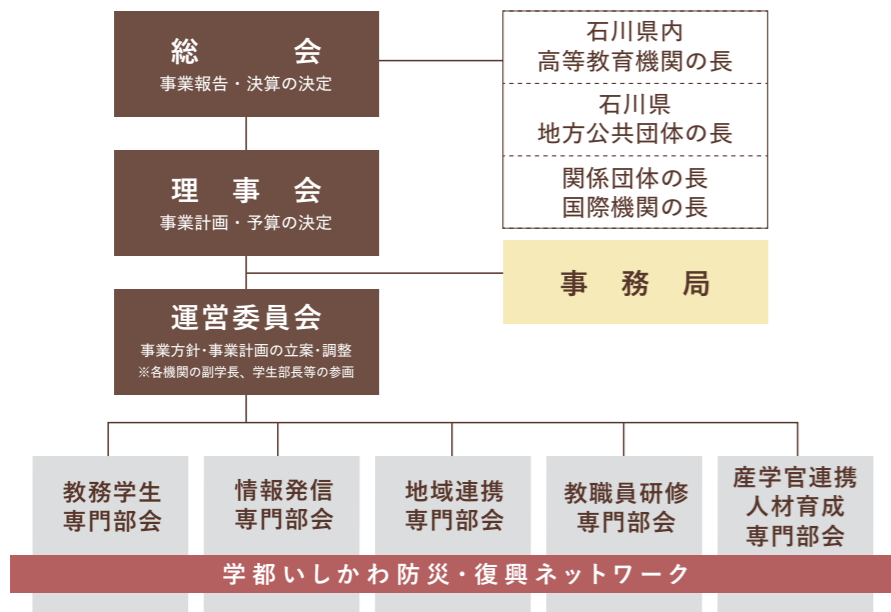 総会
事業報告・決算の決定
石川県内
高等教育機関の長
石川県
地方公共団体の長
関係団体の長
国際機関の長
理事会
事業計画・予算の決定
事務局
運営委員会
事業方針・事業計画の立案・調整
※各機関の副学長、学生部長等の参画
教務学生
専門部会
情報発信
専門部会
地域連携
専門部会
教職員研修
専門部会
産学官連携
人材育成
専門部会
学都いしかわ防災・復興ネットワーク